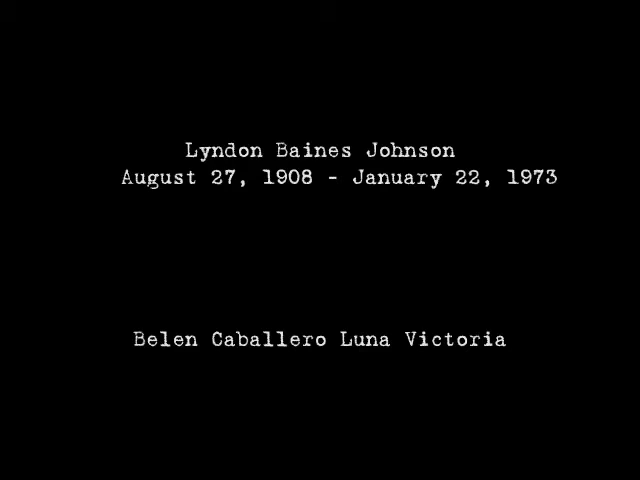 Lyndon Baines Johnson
August 27, 1908 - January 22, 1973
Belen Caballero Luna Victoria